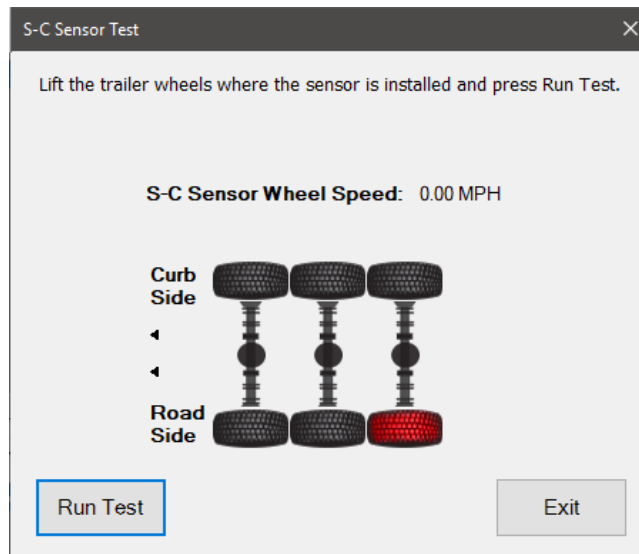 S-C Sensor Test
Lift the trailer wheels where the sensor is installed and press Run Test.
S-C Sensor Wheel Speed: 0.00 MPH
Curb
Side
Road
Side
Run Test
Exit